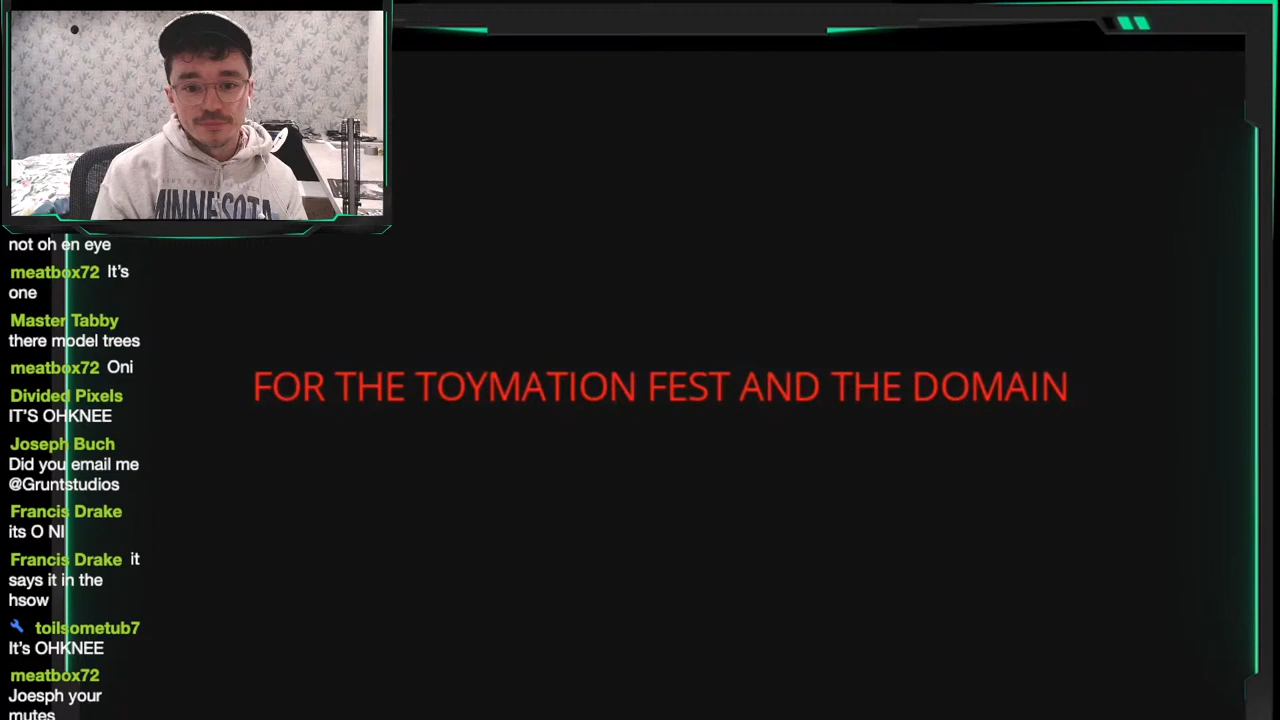 MINNESOTA
not oh en eye
meatbox72 It's
one
Master Tabby
there model trees
meatbox72 Oni
Divided Pixels
IT'S OHKNEE
Joseph Buch
Did you email me
@Gruntstudios
Francis Drake
its O NI
Francis Drake it
says it in the
hsow
toilsometub7
It's OHKNEE
meatbox72
Joesph your
mutes
FOR THE TOYMATION FEST AND THE DOMAIN